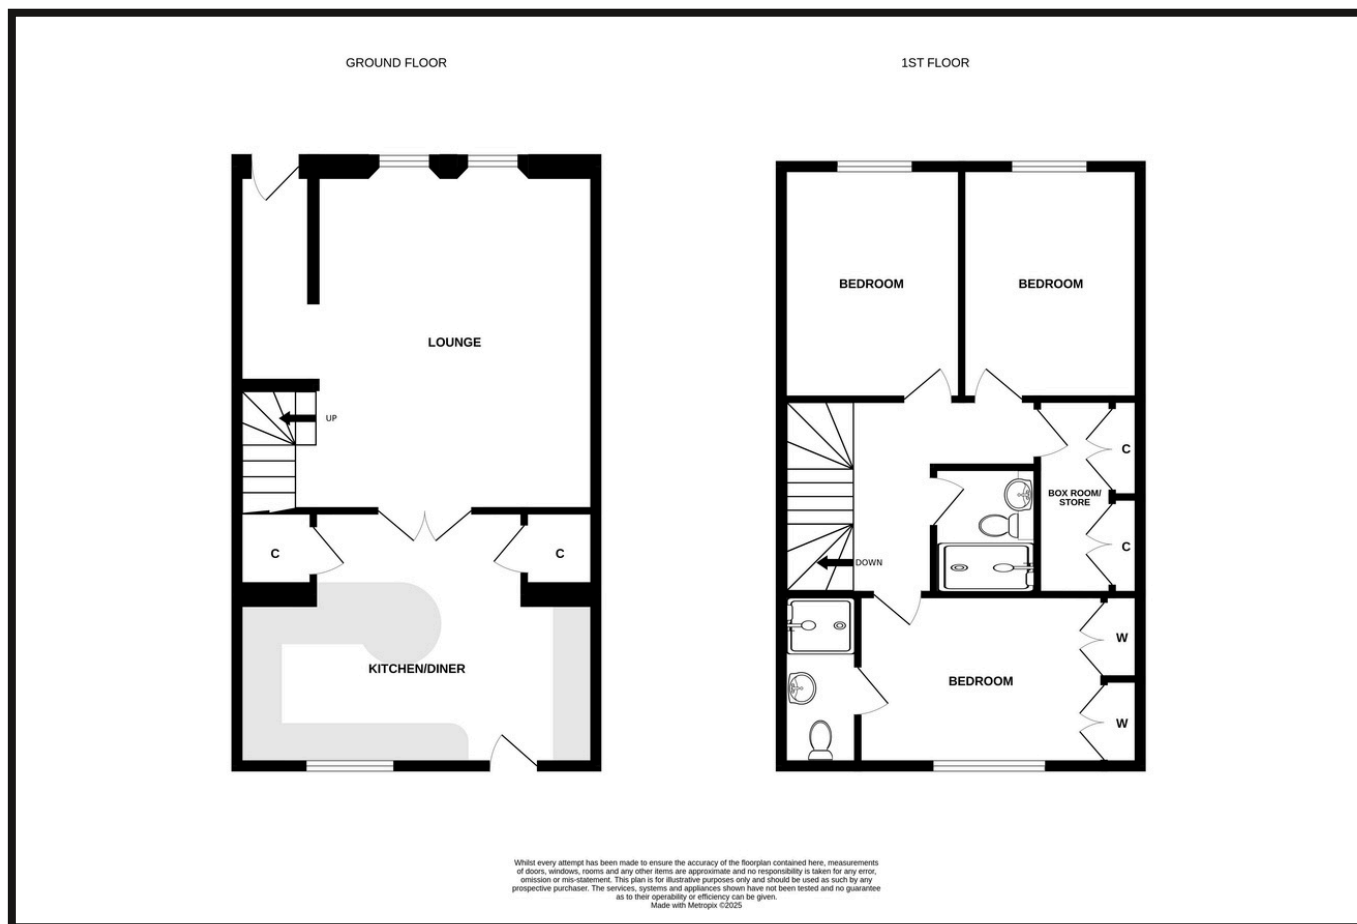 GROUND FLOOR
1ST FLOOR
BEDROOM
BEDROOM
LOUNGE
UP
C
C
KITCHEN/DINER
C
BOX ROOM/
STORE
C
DOWN
W
BEDROOM
W
Whilst every attempt has been made to ensure the accuracy of the floorplan contained here, measurements
of doors, windows, rooms and any other items are approximate and no responsibility is taken for any error,
omission or mis-statement. This plan is for illustrative purposes only and should be used as such by any
prospective purchaser. The services, systems and appliances shown have not been tested and no guarantee
as to their operability or efficiency can be given.
Made with Metropix ©2025